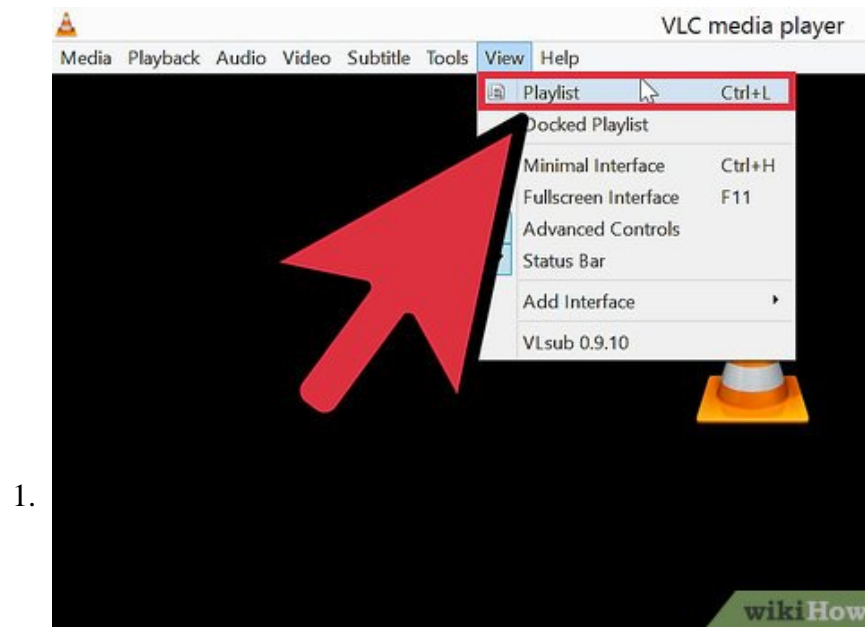 VLC media player
Media Playback Audio Video Subtitle Tools View Help
Playlist Ctrl+L
Docked Playlist
Minimal Interface Ctrl+H
Fullscreen Interface F11
Advanced Controls
Status Bar
Add Interface
VLsub 0.9.10
1.
wikiHow